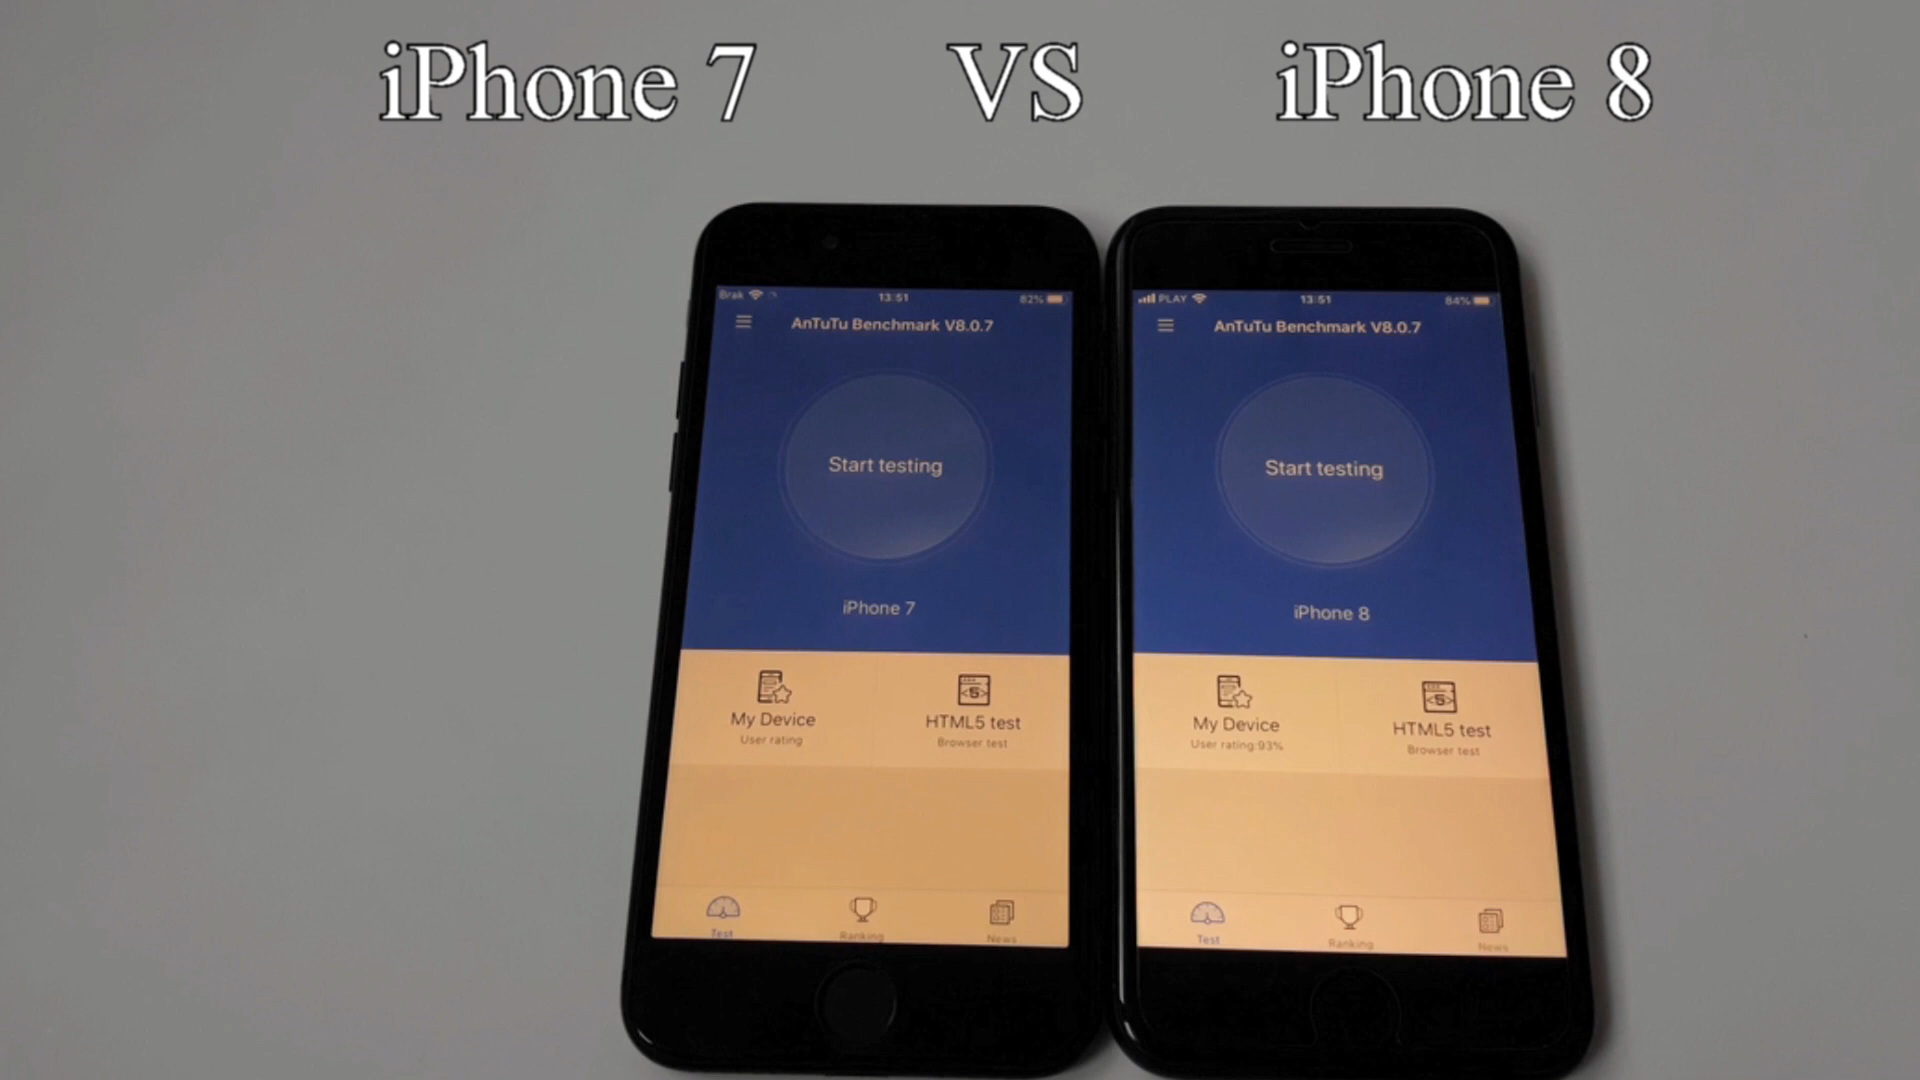 iPhone 7 VS iPhone 8
Brak 13:51 82%
AnTuTu Benchmark V8.0.7
Start testing
iPhone 7
My Device HTML5 test
User rating Browser test
Test Ranking News
PLAY 13:51 84%
AnTuTu Benchmark V8.0.7
Start testing
iPhone 8
My Device HTML5 test
User rating:93% Browser test
Test Ranking News